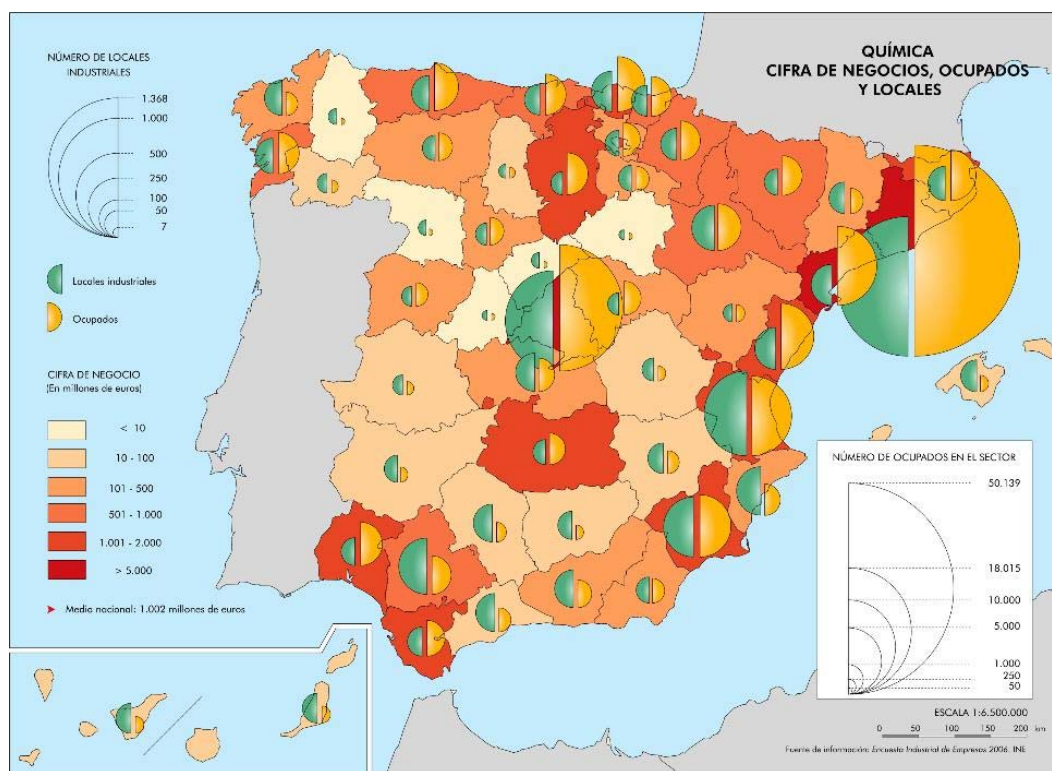 QUÍMICA
CIFRA DE NEGOCIOS, OCUPADOS
Y LOCALES
NÚMERO DE LOCALES
INDUSTRIALES
1.368
1.000
500
250
100
50
7
Locales industriales
Ocupados
CIFRA DE NEGOCIO
(En millones de euros)
< 10
10 - 100
101 - 500
501 - 1.000
1.001 - 2.000
> 5.000
Media nacional: 1.002 millones de euros
NÚMERO DE OCUPADOS EN EL SECTOR
50.139
18.015
10.000
5.000
1.000
250
50
ESCALA 1:6.500.000
0 50 100 150 200 km
Fuente de información: Encuesta Industrial de Empresas 2006. INE